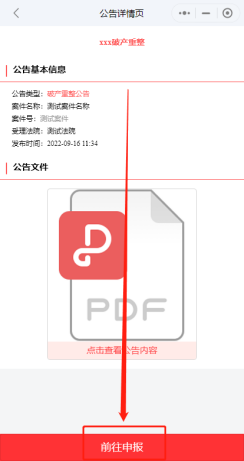 公告详情页
xxx破产重整
公告基本信息
公告类型：破产重整公告
案件名称：测试案件名称
案件号：测试案件
受理法院：测试法院
发布时间：2022-09-16 11:34
公告文件
PDF
点击查看公告内容
前往申报